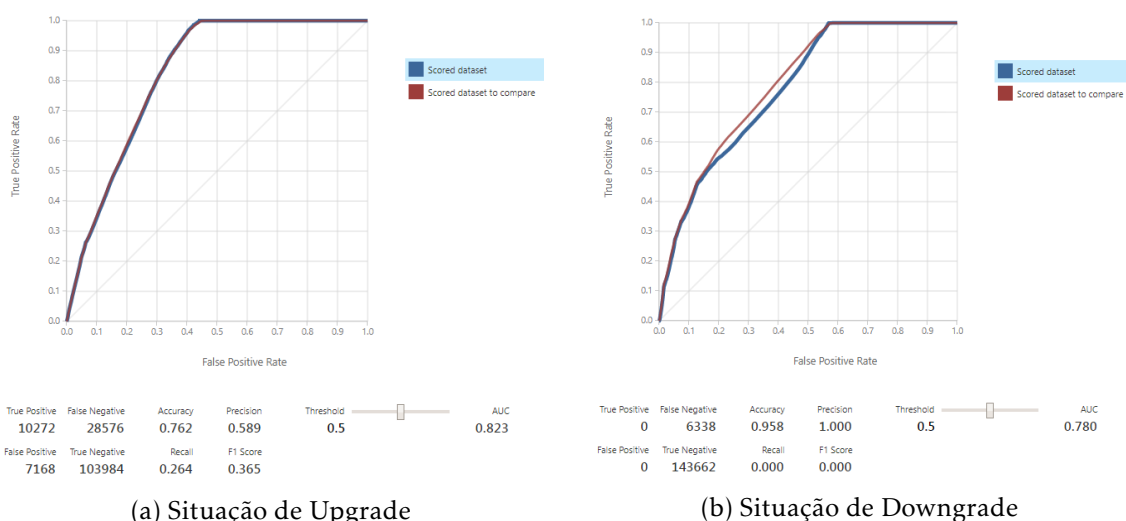 1.0
0.9
0.8
0.7
0.6
0.5
0.4
0.3
0.2
0.1
0.0
True Positive Rate
0.0 0.1 0.2 0.3 0.4 0.5 0.6 0.7 0.8 0.9 1.0
False Positive Rate
Scored dataset
Scored dataset to compare
True Positive False Negative Accuracy Precision Threshold AUC
10272 28576 0.762 0.589 0.5 0.823
False Positive True Negative Recall F1 Score
7168 103984 0.264 0.365
(a) Situação de Upgrade
1.0
0.9
0.8
0.7
0.6
0.5
0.4
0.3
0.2
0.1
0.0
True Positive Rate
0.0 0.1 0.2 0.3 0.4 0.5 0.6 0.7 0.8 0.9 1.0
False Positive Rate
Scored dataset
Scored dataset to compare
True Positive False Negative Accuracy Precision Threshold AUC
0 6338 0.958 1.000 0.5 0.780
False Positive True Negative Recall F1 Score
0 143662 0.000 0.000
(b) Situação de Downgrade